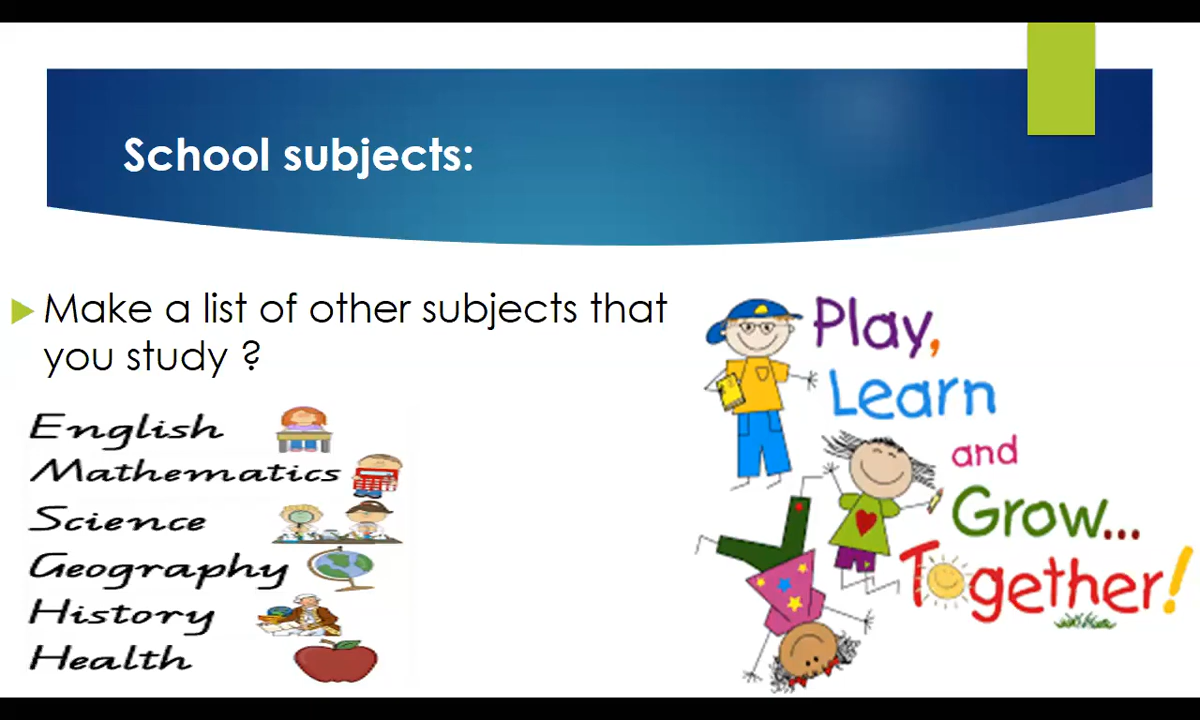 School subjects:
Make a list of other subjects that
you study ?
English
Mathematics
Science
Geography
History
Health
Play,
Learn
and
Grow...
Together!